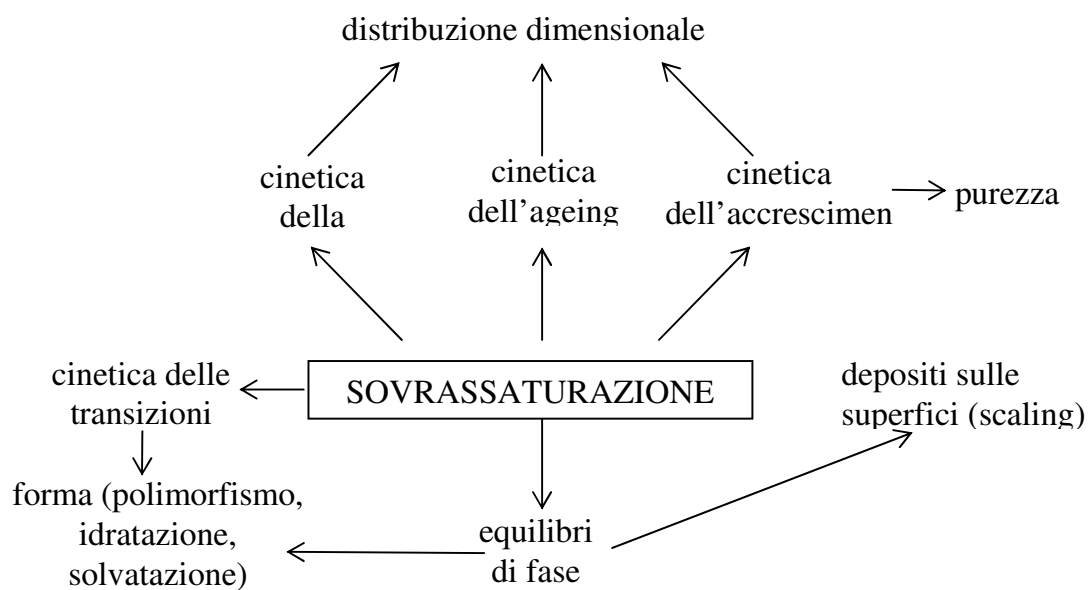 distribuzione dimensionale
cinetica
della
cinetica
dell’ageing
cinetica
dell’accrescimen
purezza
cinetica delle
transizioni
SOVRASSATURAZIONE
depositi sulle
superfici (scaling)
forma (polimorfismo,
idratazione,
solvatazione)
equilibri
di fase